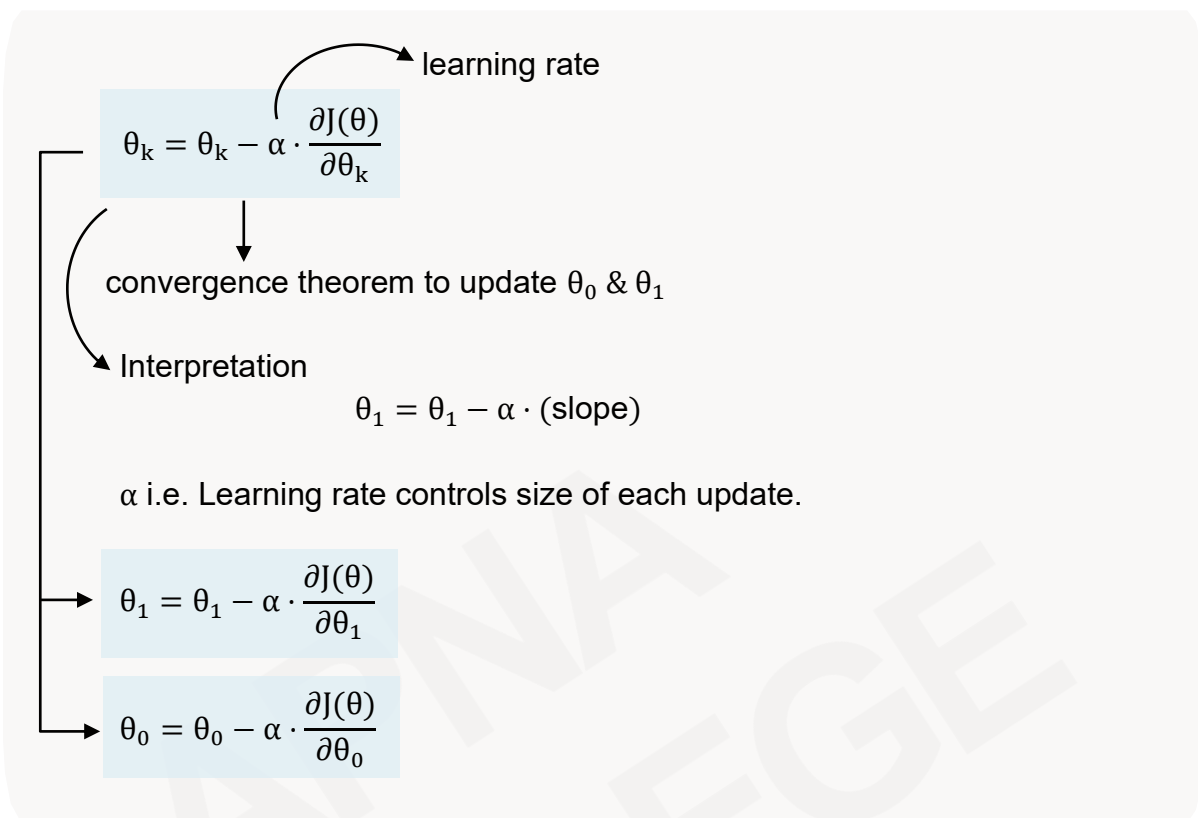 learning rate
θₖ = θₖ − α · ∂J(θ)/∂θₖ
convergence theorem to update θ₀ & θ₁
Interpretation
θ₁ = θ₁ − α · (slope)
α i.e. Learning rate controls size of each update.
θ₁ = θ₁ − α · ∂J(θ)/∂θ₁
θ₀ = θ₀ − α · ∂J(θ)/∂θ₀